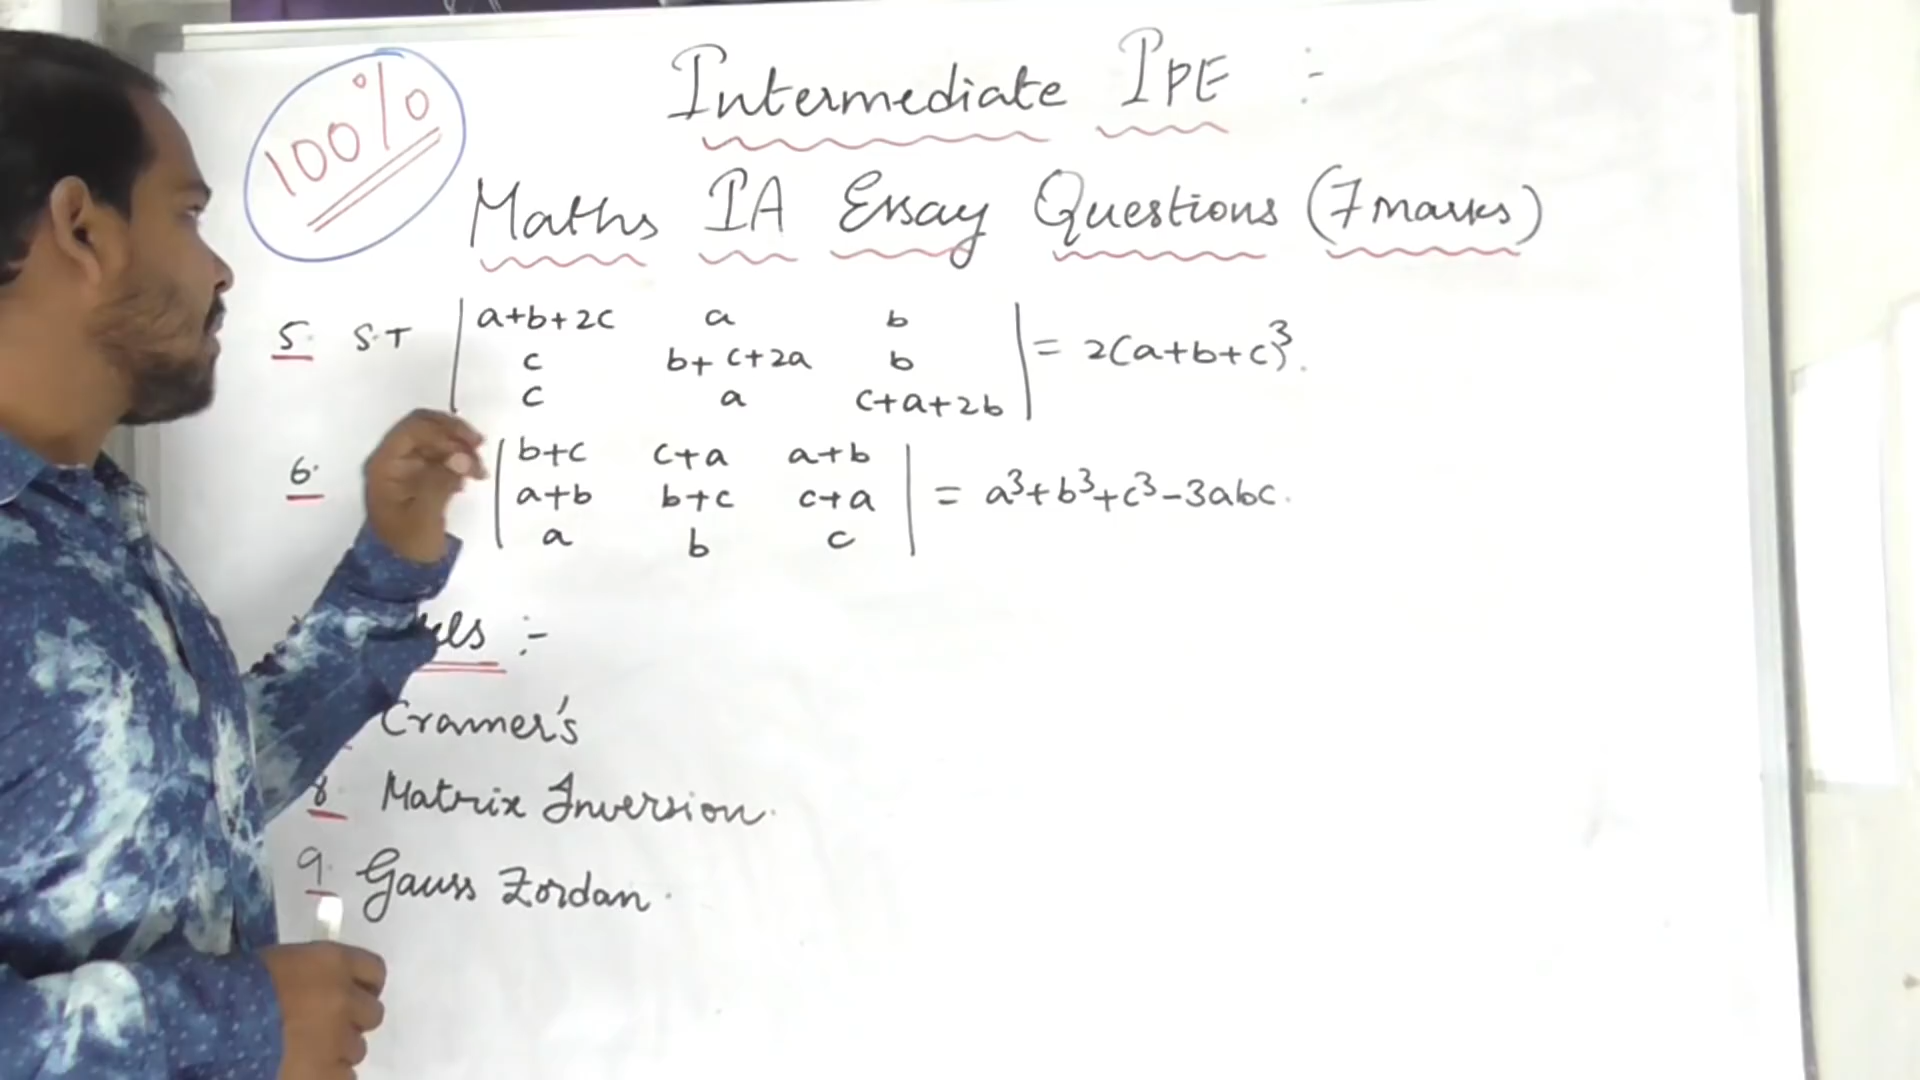 100%
Intermediate IPE :-
Maths IA Essay Questions (7 marks)
5. S.T | a+b+2c a b |
| c b+c+2a b | = 2(a+b+c)³.
| c a c+a+2b |
6. | b+c c+a a+b |
| a+b b+c c+a | = a³+b³+c³-3abc.
| a b c |
Cramer's
8. Matrix Inversion.
9. Gauss Jordan.